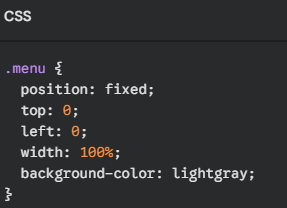 CSS
.menu {
  position: fixed;
  top: 0;
  left: 0;
  width: 100%;
  background-color: lightgray;
}